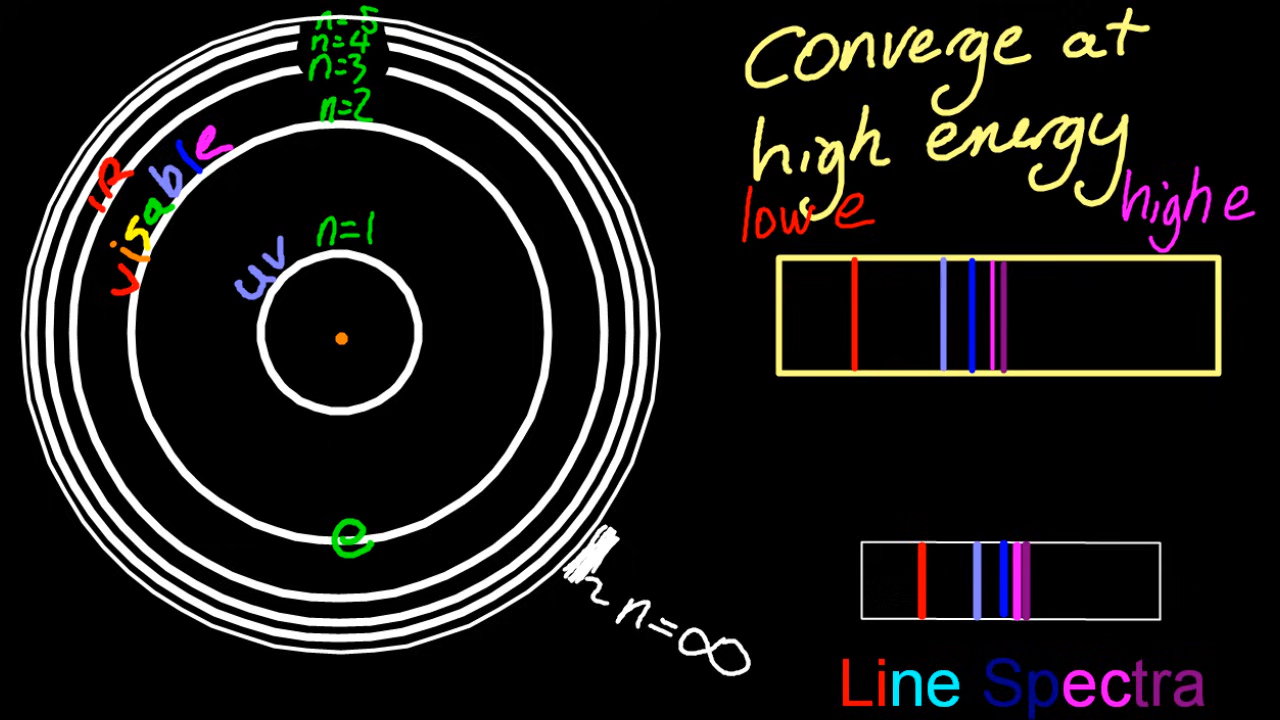 n=5
n=4
n=3
n=2
n=1
IR
visable
uv
e
n=∞
Converge at
high energy
low e
high e
Line Spectra